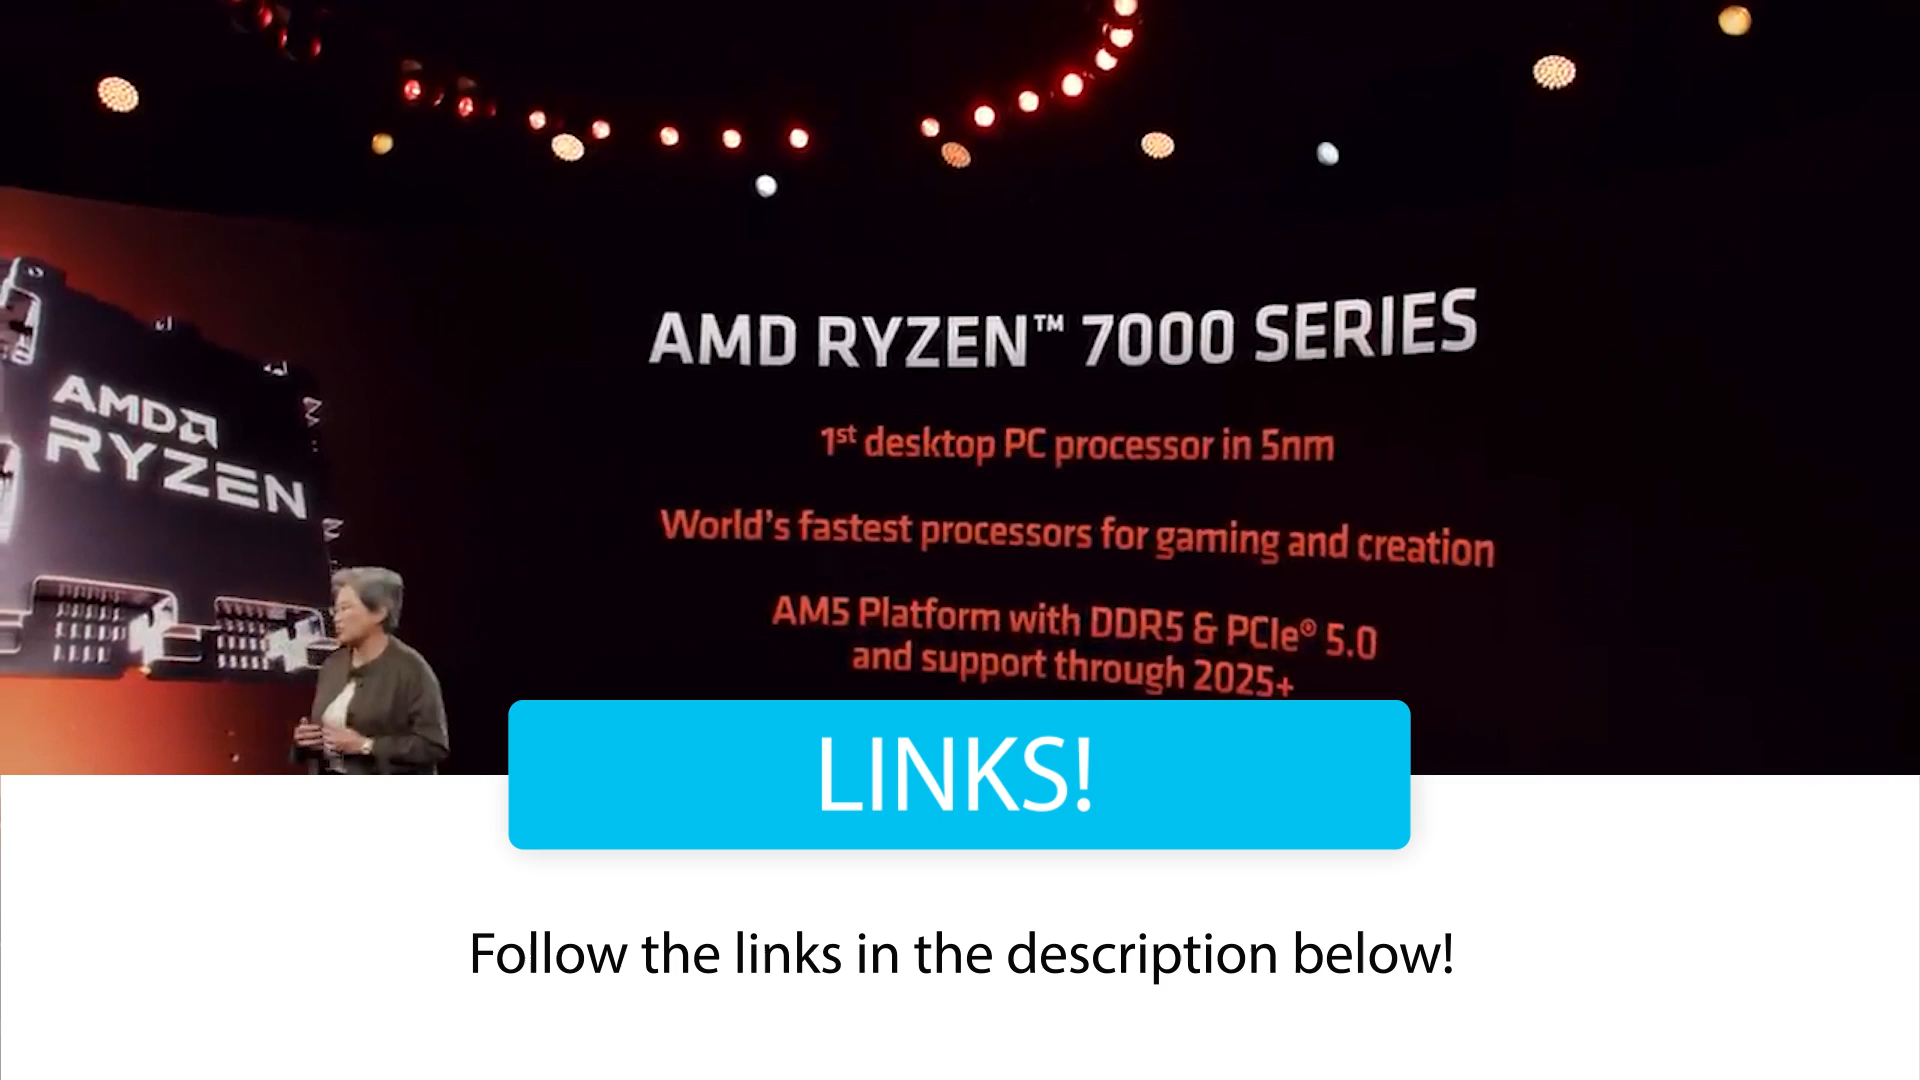 AMD RYZEN™ 7000 SERIES
1st desktop PC processor in 5nm
World's fastest processors for gaming and creation
AM5 Platform with DDR5 & PCIe® 5.0
and support through 2025+
AMD
RYZEN
LINKS!
Follow the links in the description below!